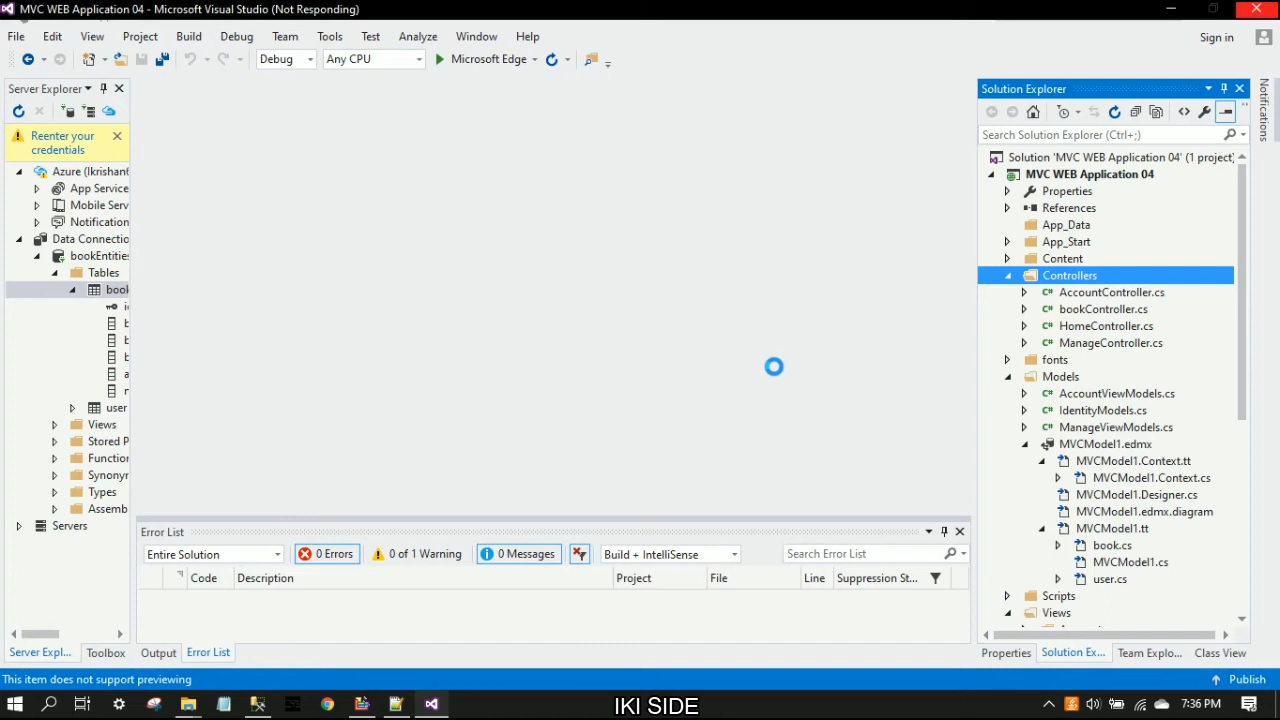 MVC WEB Application 04 - Microsoft Visual Studio (Not Responding)
File Edit View Project Build Debug Team Tools Test Analyze Window Help
Sign in
Debug Any CPU Microsoft Edge
Server Explorer
Reenter your
credentials
Azure (Ikrishan6
App Service
Mobile Serv
Notification
Data Connectio
bookEntities
Tables
book
user
Views
Stored P
Function
Synonyn
Types
Assemb
Servers
Server Expl... Toolbox
Error List
Entire Solution 0 Errors 0 of 1 Warning 0 Messages Build + IntelliSense Search Error List
Code Description Project File Line Suppression St...
Output Error List
Solution Explorer
Search Solution Explorer (Ctrl+;)
Solution 'MVC WEB Application 04' (1 project)
MVC WEB Application 04
Properties
References
App_Data
App_Start
Content
Controllers
AccountController.cs
bookController.cs
HomeController.cs
ManageController.cs
fonts
Models
AccountViewModels.cs
IdentityModels.cs
ManageViewModels.cs
MVCModel1.edmx
MVCModel1.Context.tt
MVCModel1.Context.cs
MVCModel1.Designer.cs
MVCModel1.edmx.diagram
MVCModel1.tt
book.cs
MVCModel1.cs
user.cs
Scripts
Views
Properties Solution Ex... Team Explo... Class View
Notifications
This item does not support previewing
Publish
IKI SIDE
7:36 PM